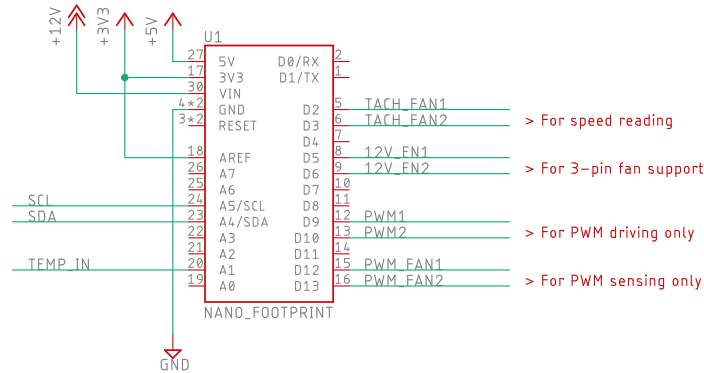 +12V
+3V3
+5V
U1
27 5V D0/RX 2
17 3V3 D1/TX 1
30 VIN
4*2 GND D2 5 TACH_FAN1
3*2 RESET D3 6 TACH_FAN2 > For speed reading
D4 7
18 AREF D5 8 12V_EN1
26 A7 D6 9 12V_EN2 > For 3-pin fan support
25 A6 D7 10
SCL 24 A5/SCL D8 11
SDA 23 A4/SDA D9 12 PWM1
22 A3 D10 13 PWM2 > For PWM driving only
21 A2 D11 14
TEMP_IN 20 A1 D12 15 PWM_FAN1
19 A0 D13 16 PWM_FAN2 > For PWM sensing only
NANO_FOOTPRINT
GND